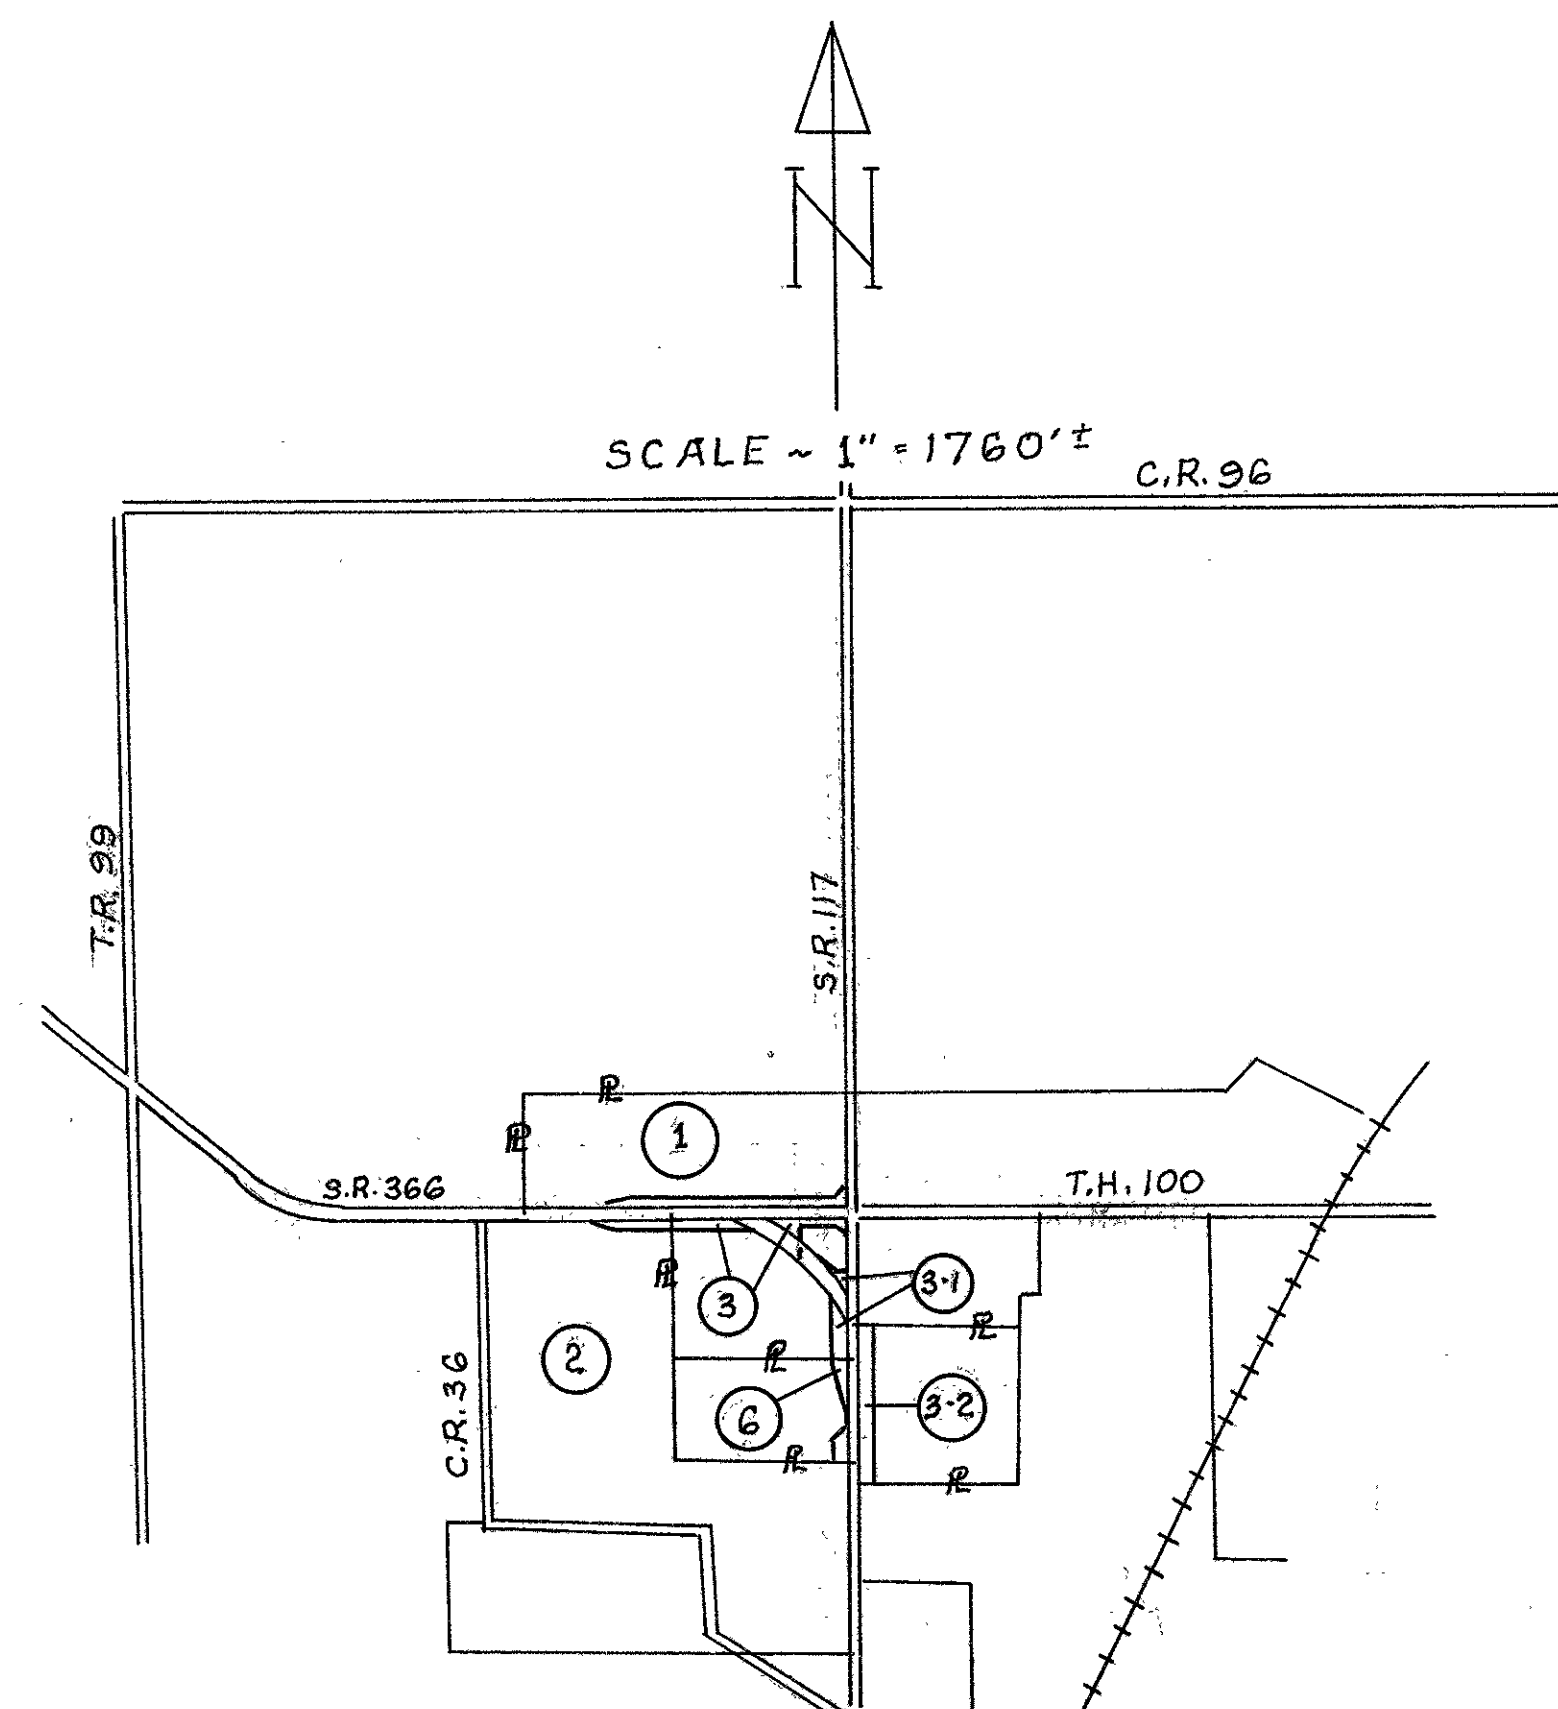 N
SCALE ~ 1" = 1760' ±
C.R. 96
T.R. 99
S.R. 117
PL
PL
1
S.R. 366
T.H. 100
PL
3
3-1
PL
2
PL
C.R. 36
6
3-2
PL
PL